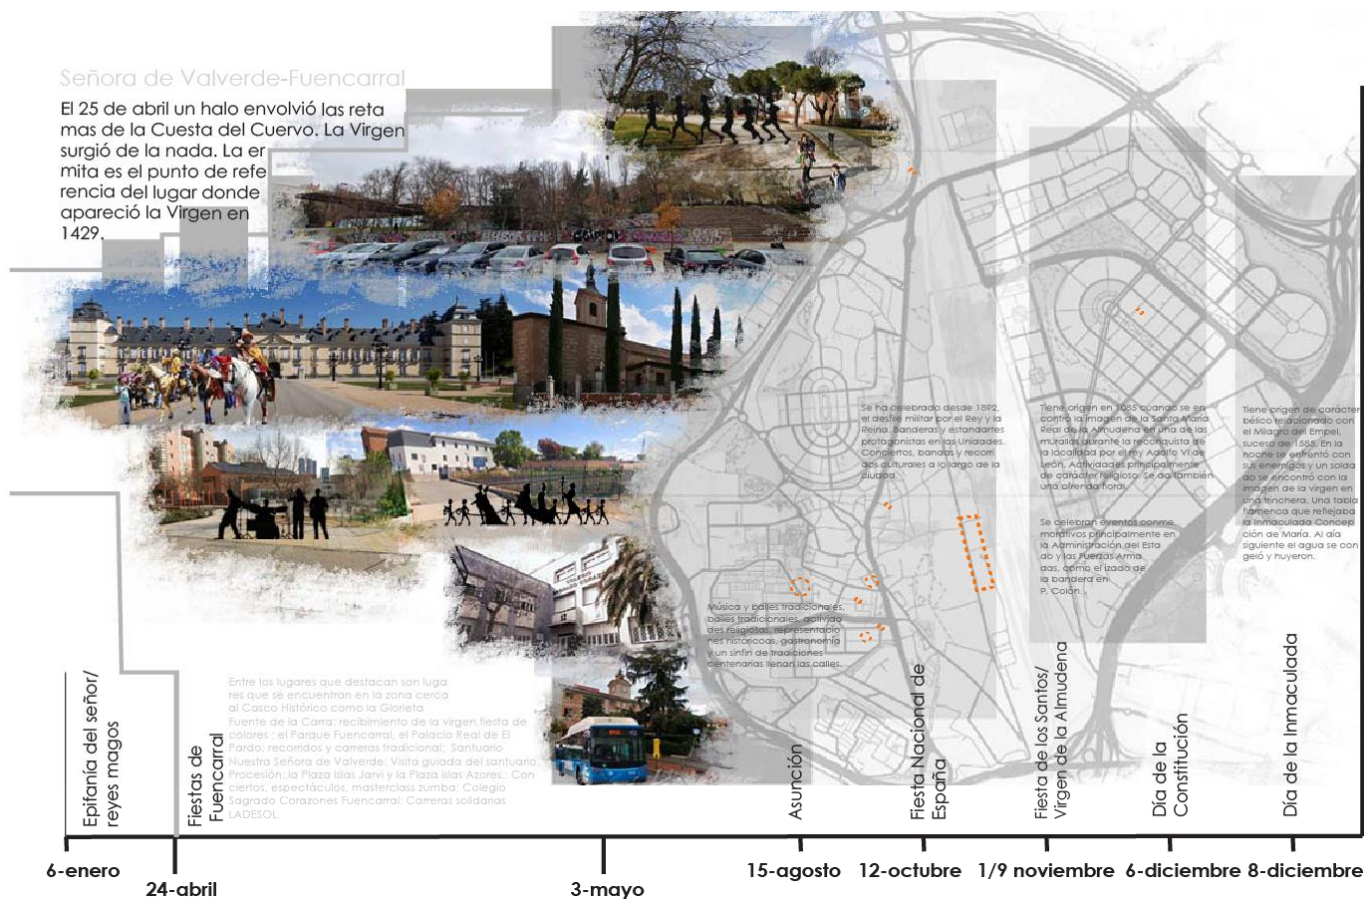 Señora de Valverde-Fuencarral
El 25 de abril un halo envolvió las reta
mas de la Cuesta del Cuervo. La Virgen
surgió de la nada. La er
mita es el punto de refe
rencia del lugar donde
apareció la Virgen en
1429.
Se ha celebrado desde 1892,
el desfile militar por el Rey y la
Reina. Banderas y estandartes
protagonistas en las Unidades.
Conciertos, bandas y recorri
dos culturales a lo largo de la
ciudad
Tiene origen en 1085 cuando se en
contró la imagen de la Santa María
Real de la Almudena en una de las
murallas durante la reconquista de
la localidad por el rey Adolfo VI de
León. Actividades principalmente
de carácter religioso. Se da también
una ofrenda floral.
Se celebran eventos conme
morativos principalmente en
la Administración del Esta
do y las Fuerzas Arma
das, como el izado de
la bandera en
P. Colón.
Tiene origen de carácter
bélico relacionado con
el Milagro del Empel,
suceso de 1585. En la
noche se enfrentó con
sus enemigos y un solda
do se encontró con la
imagen de la virgen en
una trinchera. Una tabla
flamenca que reflejaba
la Inmaculada Concep
ción de María. Al día
siguiente el agua se con
geló y huyeron.
Música y bailes tradicionales,
bailes tradicionales, activida
des religiosas, representacio
nes históricas, gastronomía
y un sinfín de tradiciones
centenarias llenan las calles.
Entre los lugares que destacan son luga
res que se encuentran en la zona cerca
al Casco Histórico como la Glorieta
Fuente de la Carra: recibimiento de la virgen,fiesta de
colores ; el Parque Fuencarral, el Palacio Real de El
Pardo: recorridos y carreras tradicional; Santuario
Nuestra Señora de Valverde: Visita guiada del santuario,
Procesión;,la Plaza islas Jarvi y la Plaza islas Azores.: Con
ciertos, espectáculos, masterclass zumba; Colegio
Sagrado Corazones Fuencarral: Carreras solidarias
LADESOL.
Epifanía del señor/
reyes magos
Fiestas de
Fuencarral
Asunción
Fiesta Nacional de
España
Fiesta de los Santos/
Virgen de la Almudena
Día de la
Constitución
Día de la Inmaculada
6-enero
24-abril
3-mayo
15-agosto
12-octubre
1/9 noviembre
6-diciembre
8-diciembre